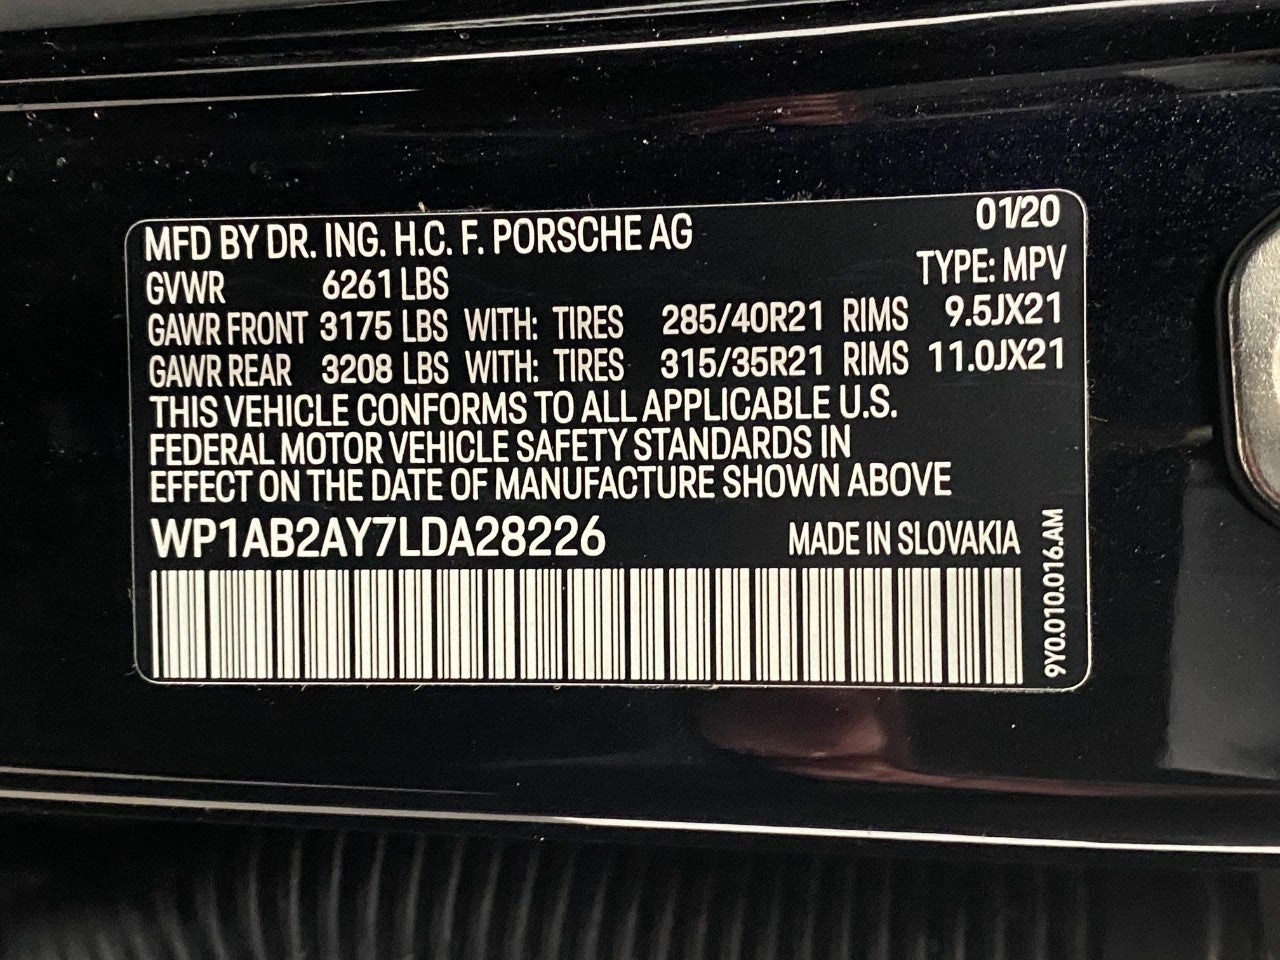 MFD BY DR. ING. H.C. F. PORSCHE AG 01/20
GVWR 6261 LBS TYPE: MPV
GAWR FRONT 3175 LBS WITH: TIRES 285/40R21 RIMS 9.5JX21
GAWR REAR 3208 LBS WITH: TIRES 315/35R21 RIMS 11.0JX21
THIS VEHICLE CONFORMS TO ALL APPLICABLE U.S.
FEDERAL MOTOR VEHICLE SAFETY STANDARDS IN
EFFECT ON THE DATE OF MANUFACTURE SHOWN ABOVE
WP1AB2AY7LDA28226 MADE IN SLOVAKIA
9Y0.010.016.AM